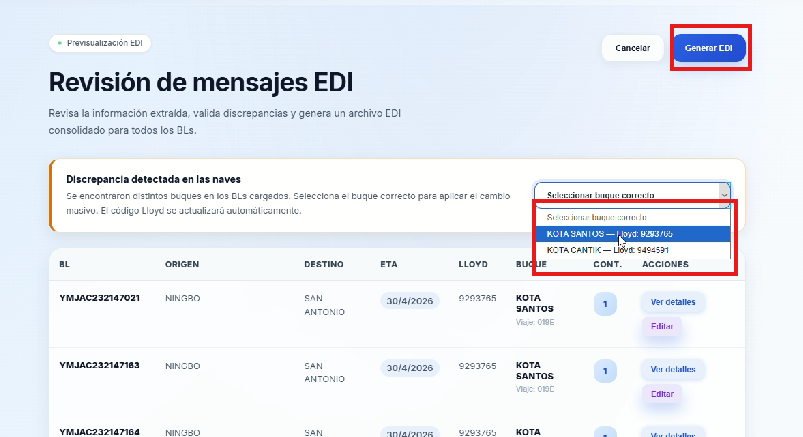 Previsualización EDI
Cancelar
Generar EDI
Revisión de mensajes EDI
Revisa la información extraída, valida discrepancias y genera un archivo EDI
consolidado para todos los BLs.
Discrepancia detectada en las naves
Se encontraron distintos buques en los BLs cargados. Selecciona el buque correcto para aplicar el cambio
masivo. El código Lloyd se actualizará automáticamente.
Seleccionar buque correcto
Seleccionar buque correcto
KOTA SANTOS — Lloyd: 9293765
KOTA CANTIK — Lloyd: 9494591
BL ORIGEN DESTINO ETA LLOYD BUQUE CONT. ACCIONES
YMJAC232147021 NINGBO SAN 30/4/2026 9293765 KOTA 1 Ver detalles
ANTONIO SANTOS
Viaje: 019E Editar
YMJAC232147163 NINGBO SAN 30/4/2026 9293765 KOTA 1 Ver detalles
ANTONIO SANTOS
Viaje: 019E Editar
YMJAC232147164 NINGBO SAN 30/4/2026 9293765 KOTA 1 Ver detalles